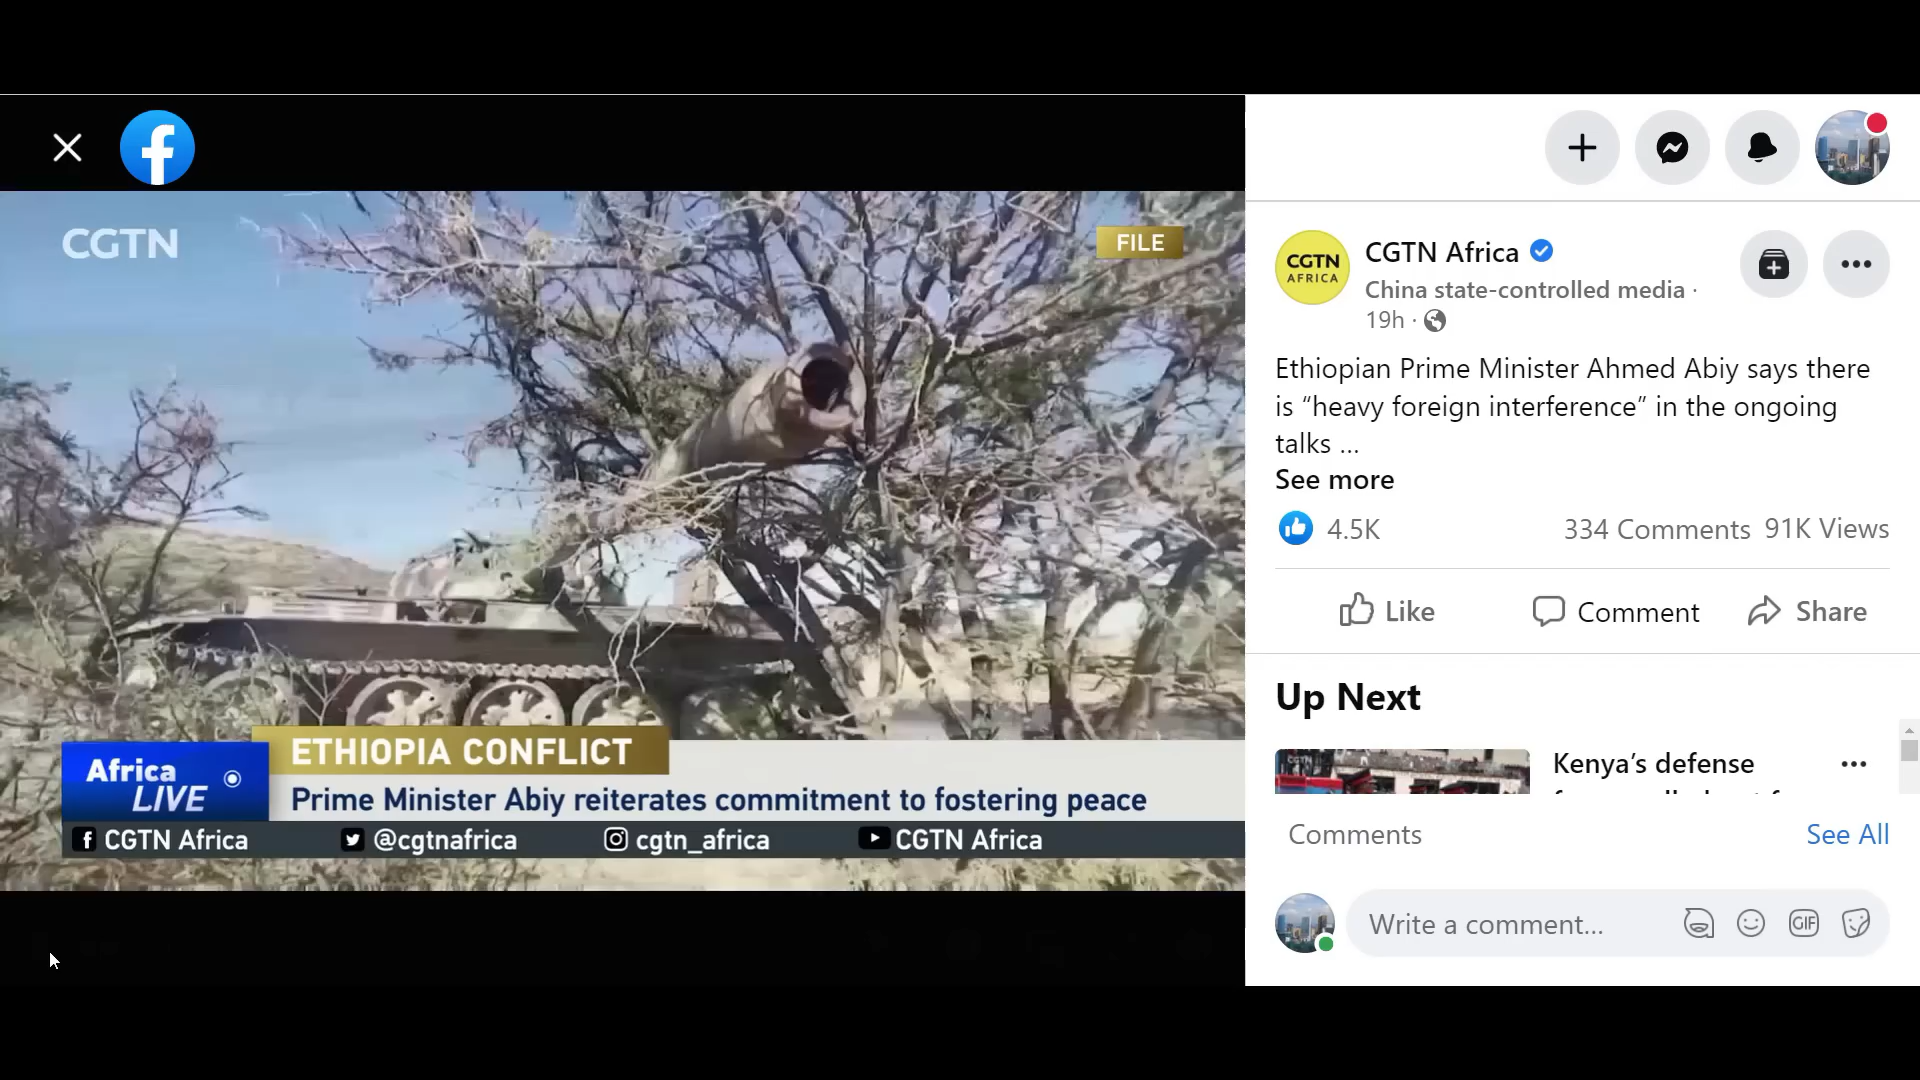 CGTN
FILE
ETHIOPIA CONFLICT
Africa
LIVE
Prime Minister Abiy reiterates commitment to fostering peace
CGTN Africa @cgtnafrica cgtn_africa CGTN Africa
CGTN
AFRICA
CGTN Africa
China state-controlled media ·
19h ·
Ethiopian Prime Minister Ahmed Abiy says there
is “heavy foreign interference” in the ongoing
talks ...
See more
4.5K 334 Comments 91K Views
Like Comment Share
Up Next
Kenya’s defense
Comments See All
Write a comment... GIF